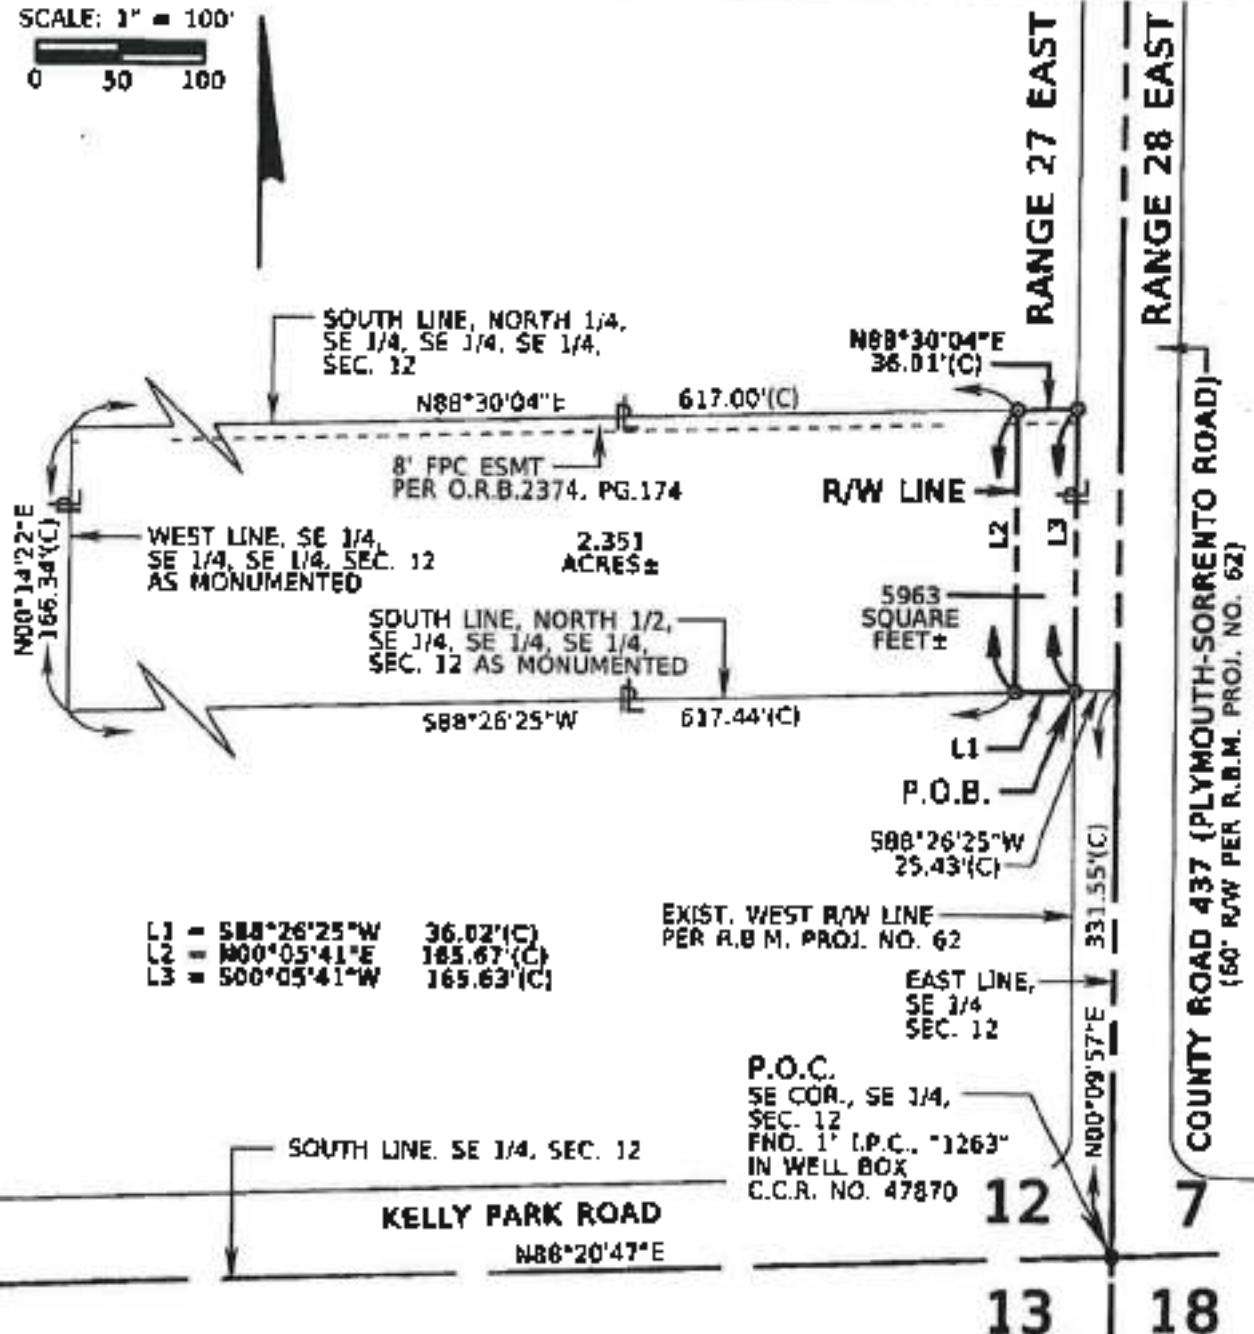 SCALE: 1" = 100'
0 50 100
RANGE 27 EAST
RANGE 28 EAST
SOUTH LINE, NORTH 1/4,
SE 1/4, SE 1/4, SE 1/4,
SEC. 12
N88°30'04"E
36.01'(C)
N88°30'04"E
617.00'(C)
8' FPC ESMT
PER O.R.B.2374, PG.174
R/W LINE
L2
L3
N00°14'22"E
166.34'(C)
WEST LINE, SE 1/4,
SE 1/4, SE 1/4, SEC. 12
AS MONUMENTED
2.351
ACRES±
5963
SQUARE
FEET±
SOUTH LINE, NORTH 1/2,
SE 1/4, SE 1/4, SE 1/4,
SEC. 12 AS MONUMENTED
S88°26'25"W
617.44'(C)
L1
P.O.B.
S88°26'25"W
25.43'(C)
COUNTY ROAD 437 (PLYMOUTH-SORRENTO ROAD)
(60' R/W PER R.B.M. PROJ. NO. 62)
L1 = S88°26'25"W 36.02'(C)
L2 = N00°05'41"E 165.67'(C)
L3 = S00°05'41"W 165.63'(C)
EXIST. WEST R/W LINE
PER R.B.M. PROJ. NO. 62
331.55'(C)
N00°09'57"E
EAST LINE,
SE 1/4
SEC. 12
P.O.C.
SE COR., SE 1/4,
SEC. 12
FND. 1" I.P.C., "1263"
IN WELL BOX
C.C.R. NO. 47870
SOUTH LINE. SE 1/4, SEC. 12
KELLY PARK ROAD
N88°20'47"E
12
7
13
18